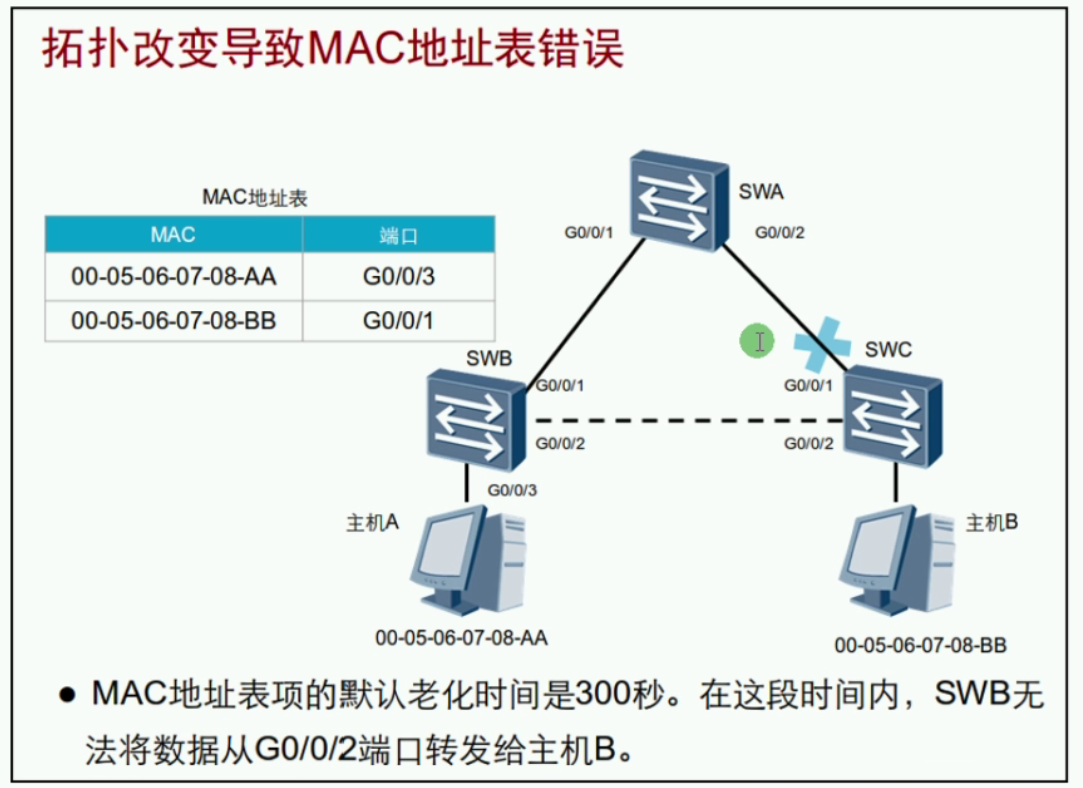 拓扑改变导致MAC地址表错误
MAC地址表
MAC 端口
00-05-06-07-08-AA G0/0/3
00-05-06-07-08-BB G0/0/1
SWA
G0/0/1 G0/0/2
SWB
SWC
G0/0/1 G0/0/1
G0/0/2 G0/0/2
G0/0/3
主机A
主机B
00-05-06-07-08-AA
00-05-06-07-08-BB
● MAC地址表项的默认老化时间是300秒。在这段时间内，SWB无
法将数据从G0/0/2端口转发给主机B。